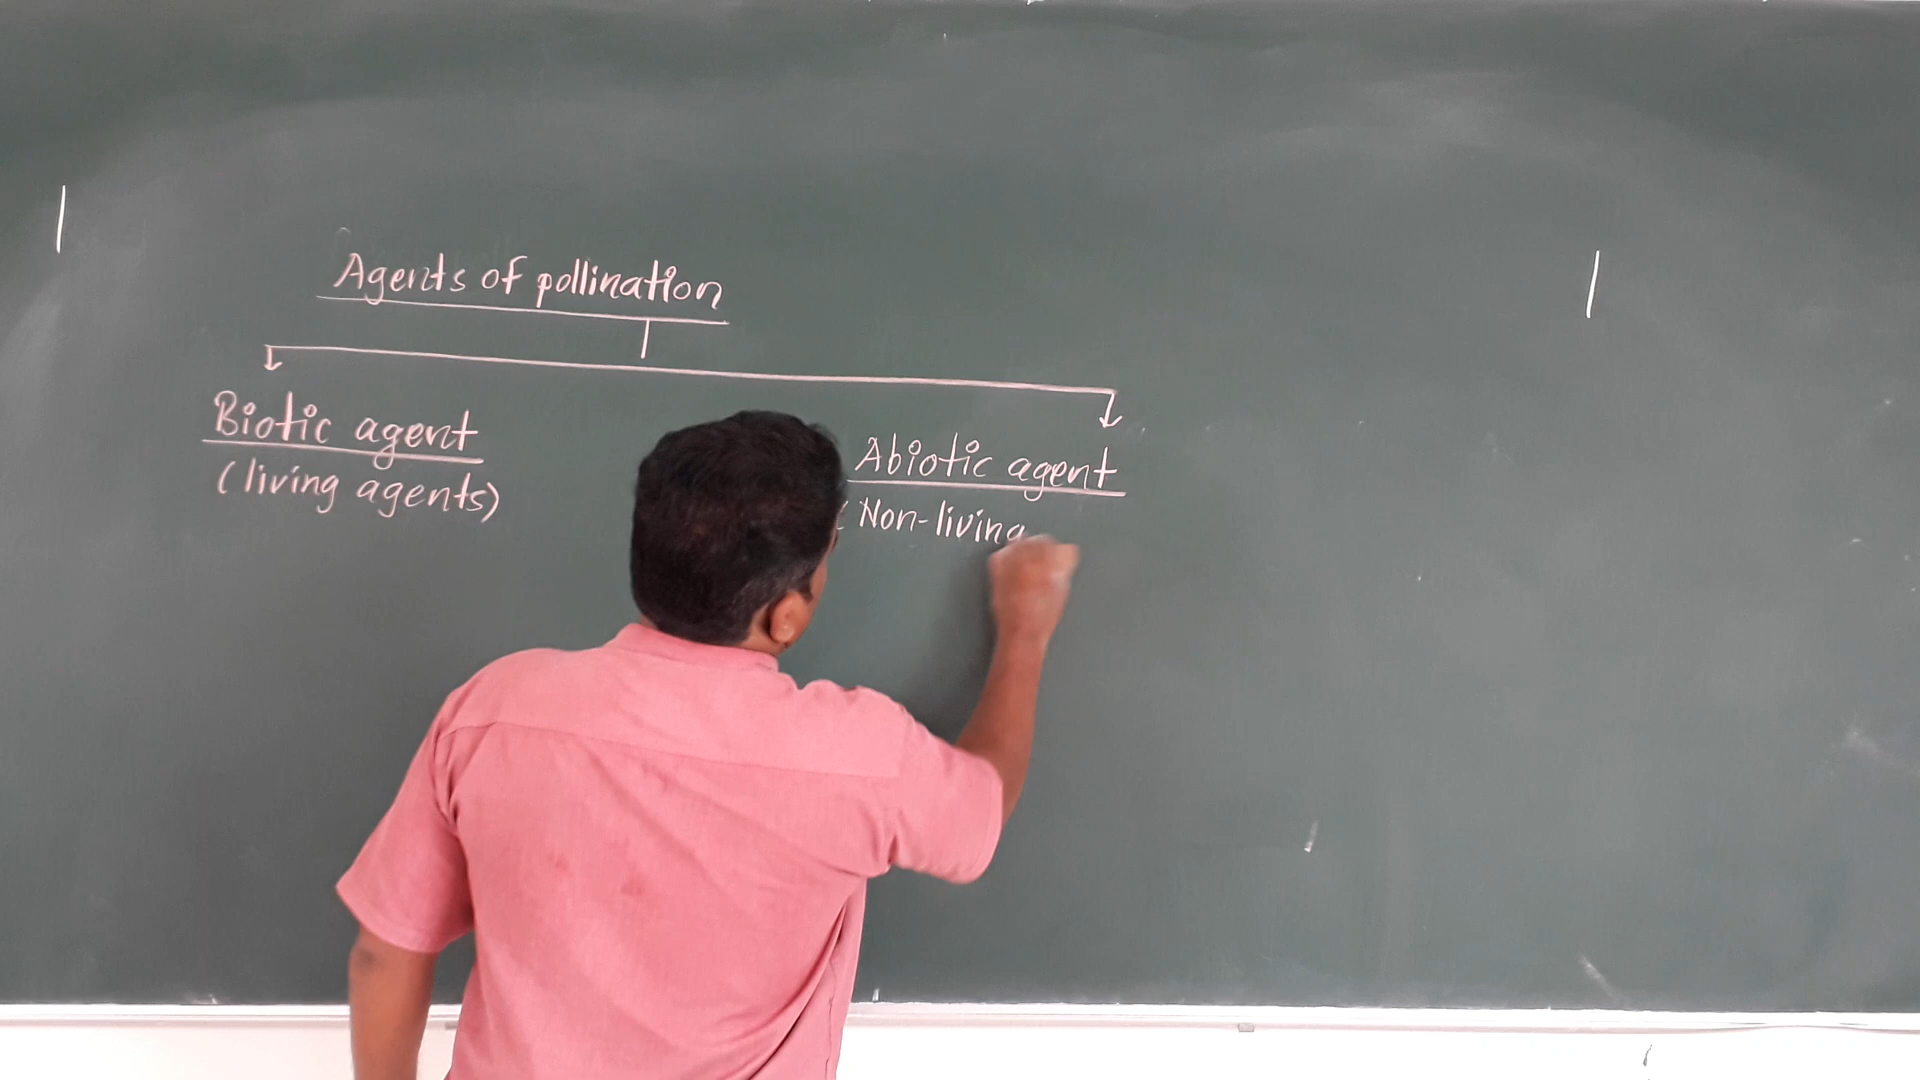 Agents of pollination
Biotic agent
(living agents)
Abiotic agent
(Non-living